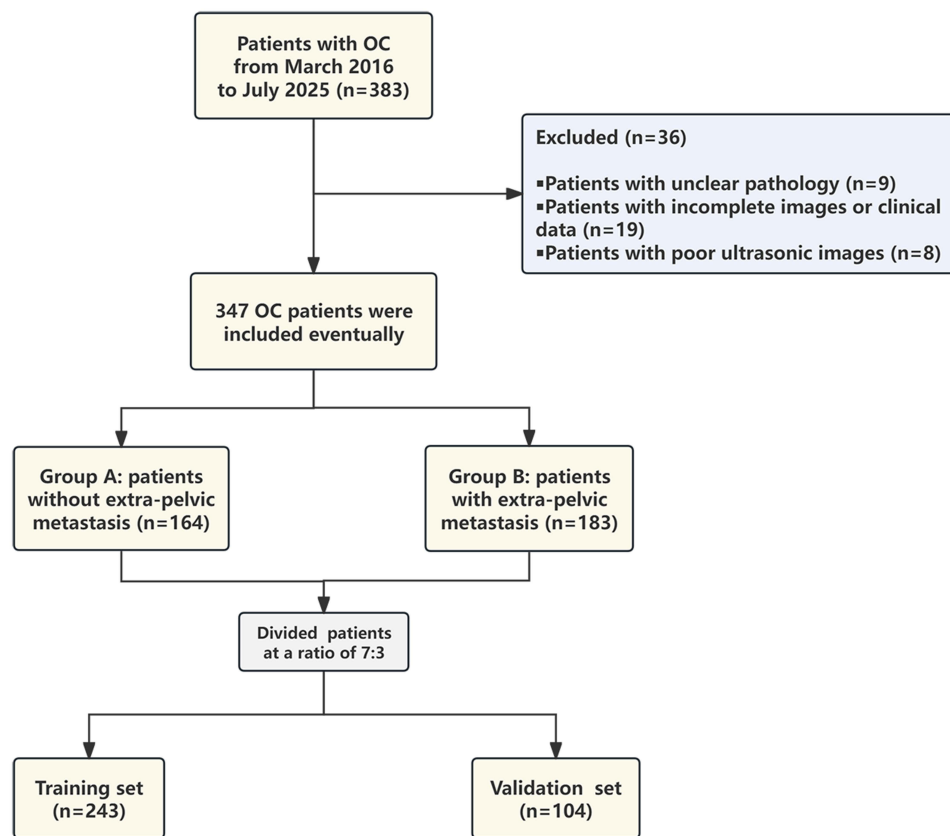 Patients with OC
from March 2016
to July 2025 (n=383)
Excluded (n=36)
▪Patients with unclear pathology (n=9)
▪Patients with incomplete images or clinical
data (n=19)
▪Patients with poor ultrasonic images (n=8)
347 OC patients were
included eventually
Group A: patients
without extra-pelvic
metastasis (n=164)
Group B: patients
with extra-pelvic
metastasis (n=183)
Divided  patients
at a ratio of 7:3
Training set
(n=243)
Validation  set
(n=104)